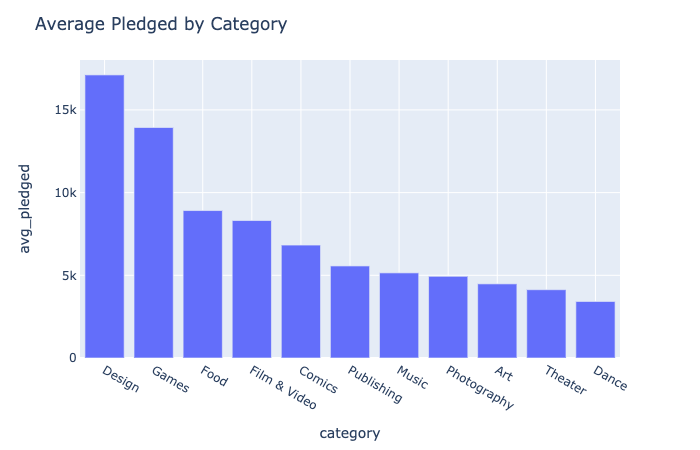 Average Pledged by Category
avg_pledged
15k
10k
5k
0
Design
Games
Food
Film & Video
Comics
Publishing
Music
Photography
Art
Theater
Dance
category